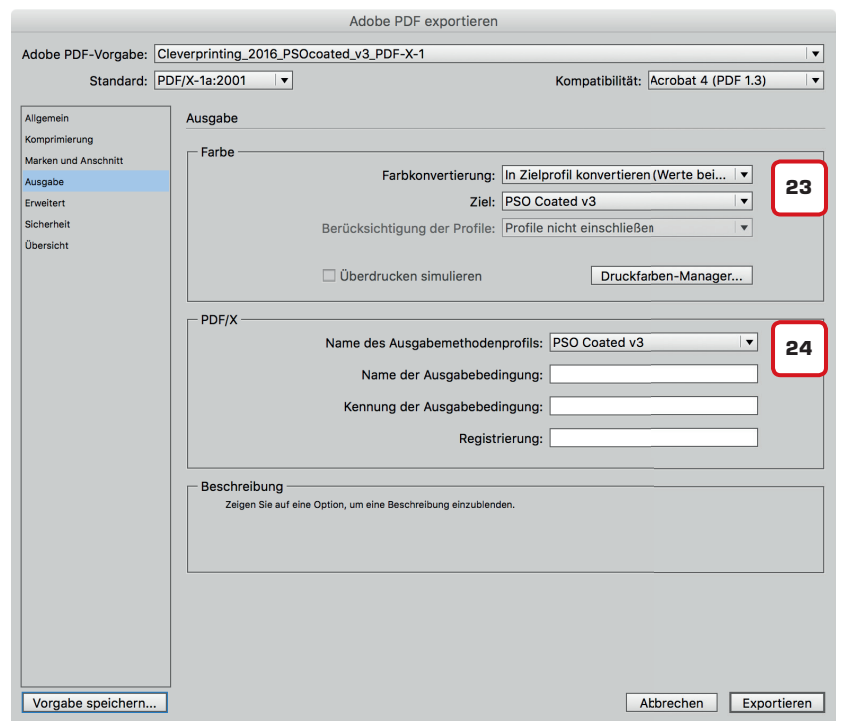 Adobe PDF exportieren
Adobe PDF-Vorgabe: Cleverprinting_2016_PSOcoated_v3_PDF-X-1
Standard: PDF/X-1a:2001 Kompatibilität: Acrobat 4 (PDF 1.3)
Allgemein
Komprimierung
Marken und Anschnitt
Ausgabe
Erweitert
Sicherheit
Übersicht
Ausgabe
Farbe
Farbkonvertierung: In Zielprofil konvertieren (Werte bei...
23
Ziel: PSO Coated v3
Berücksichtigung der Profile: Profile nicht einschließen
Überdrucken simulieren Druckfarben-Manager...
PDF/X
Name des Ausgabemethodenprofils: PSO Coated v3
24
Name der Ausgabebedingung:
Kennung der Ausgabebedingung:
Registrierung:
Beschreibung
Zeigen Sie auf eine Option, um eine Beschreibung einzublenden.
Vorgabe speichern... Abbrechen Exportieren